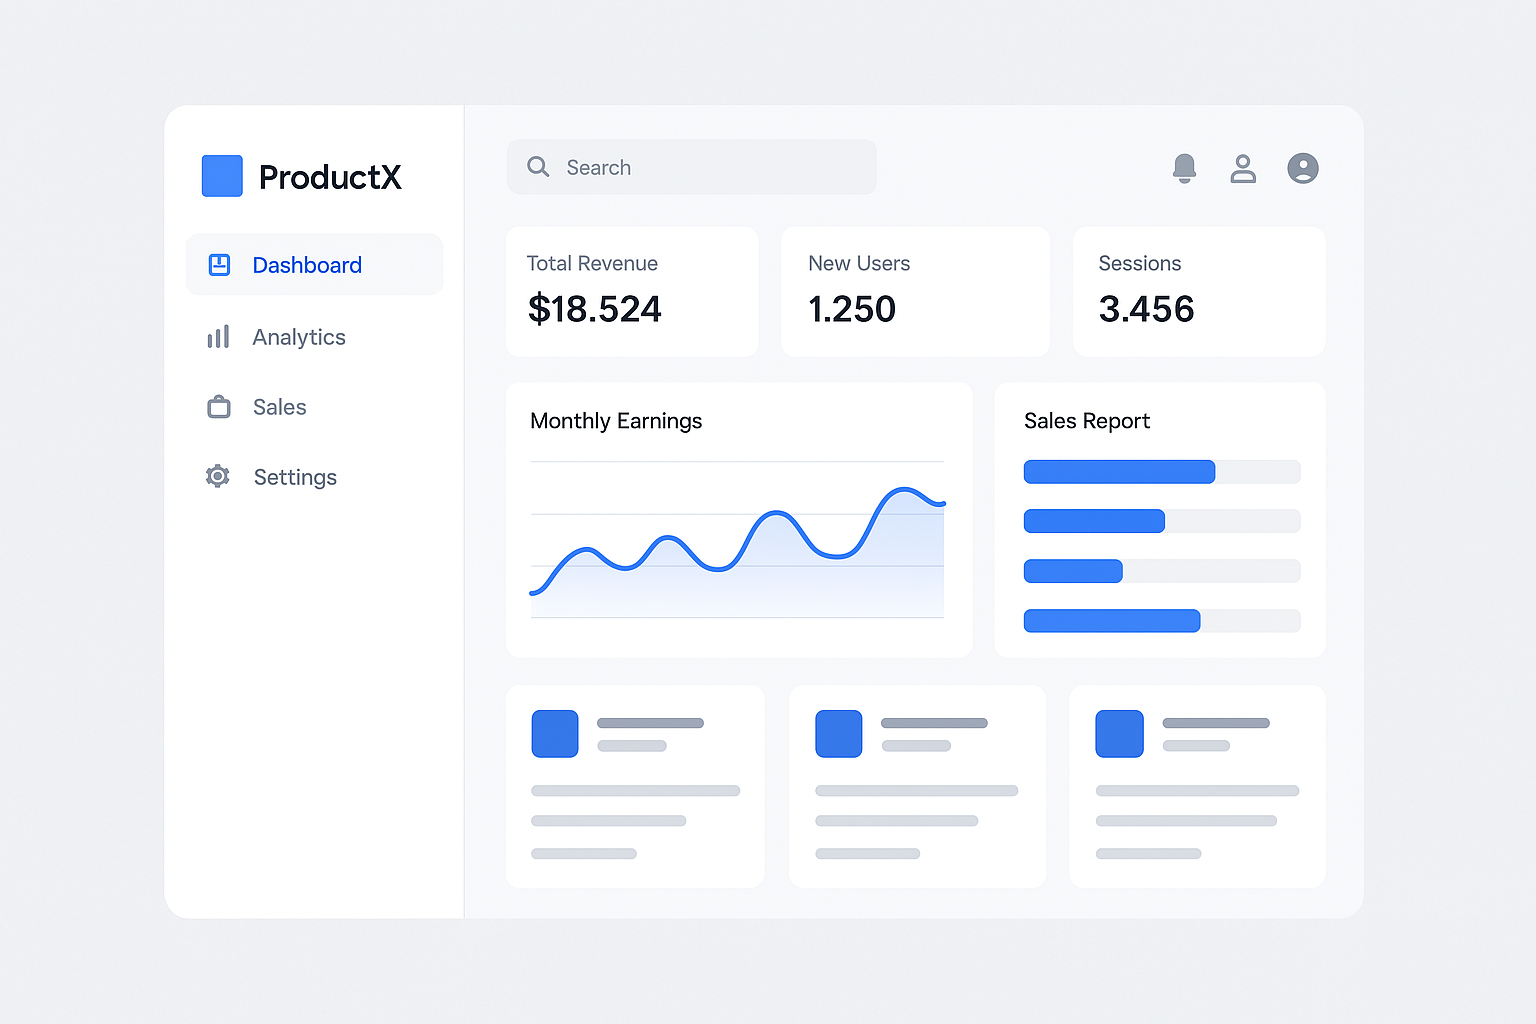 ProductX
Dashboard
Analytics
Sales
Settings
Search
Total Revenue
$18.524
New Users
1.250
Sessions
3.456
Monthly Earnings
Sales Report